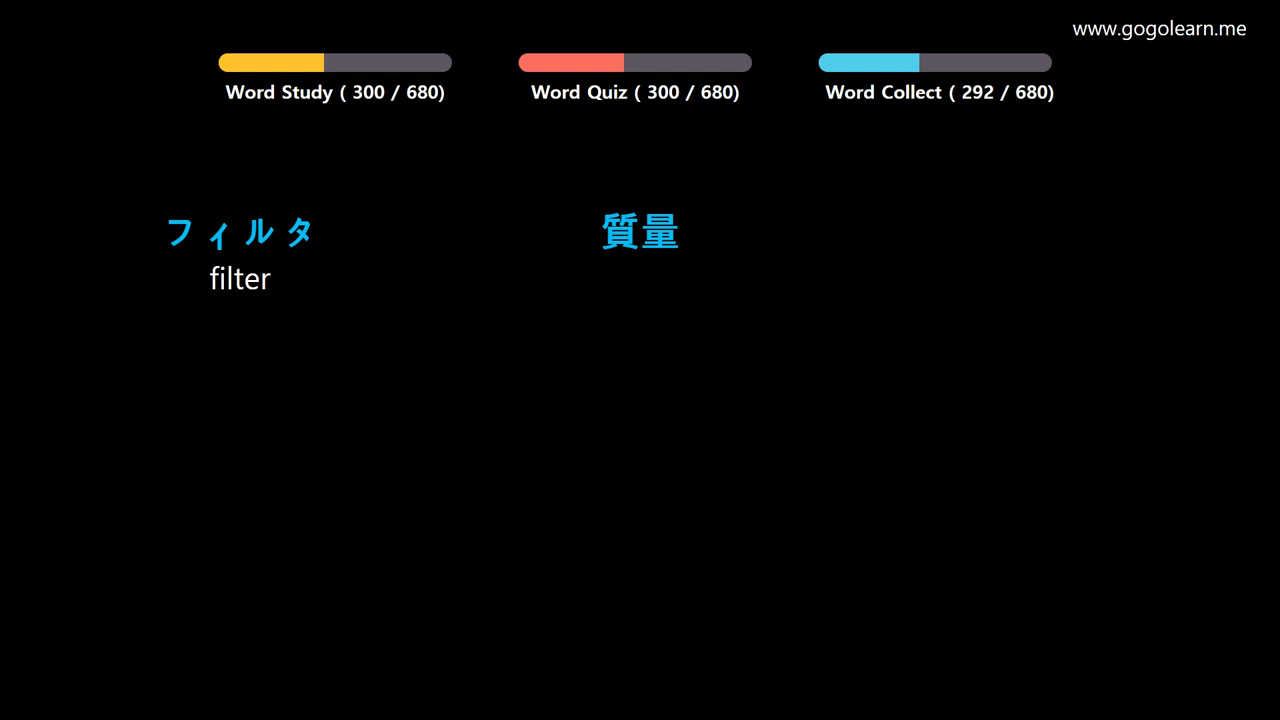 www.gogolearn.me
Word Study ( 300 / 680)
Word Quiz ( 300 / 680)
Word Collect ( 292 / 680)
フィルタ
質量
filter